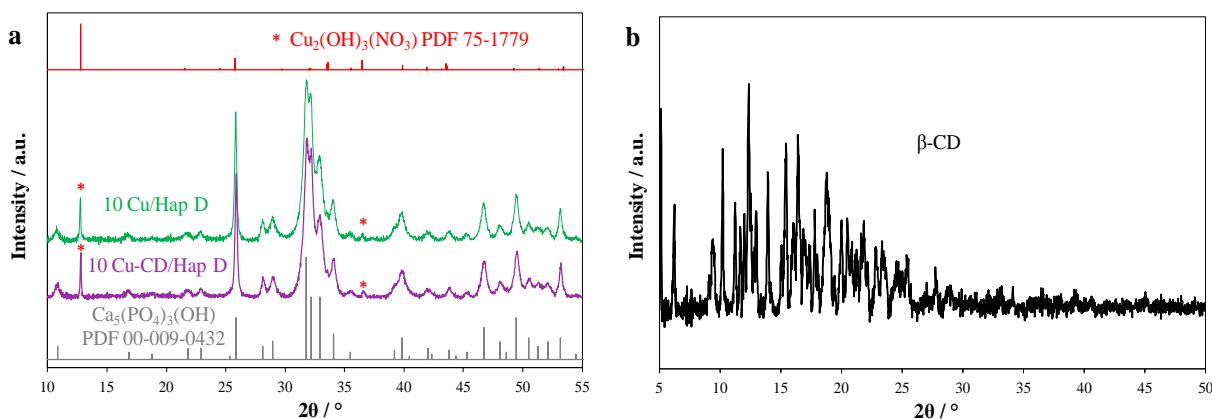 a
* Cu₂(OH)₃(NO₃) PDF 75-1779
*
10 Cu/Hap D
*
*
10 Cu-CD/Hap D
*
Ca₅(PO₄)₃(OH)
PDF 00-009-0432
Intensity / a.u.
10 15 20 25 30 35 40 45 50 55
2θ / °
b
β-CD
Intensity / a.u.
5 10 15 20 25 30 35 40 45 50
2θ / °